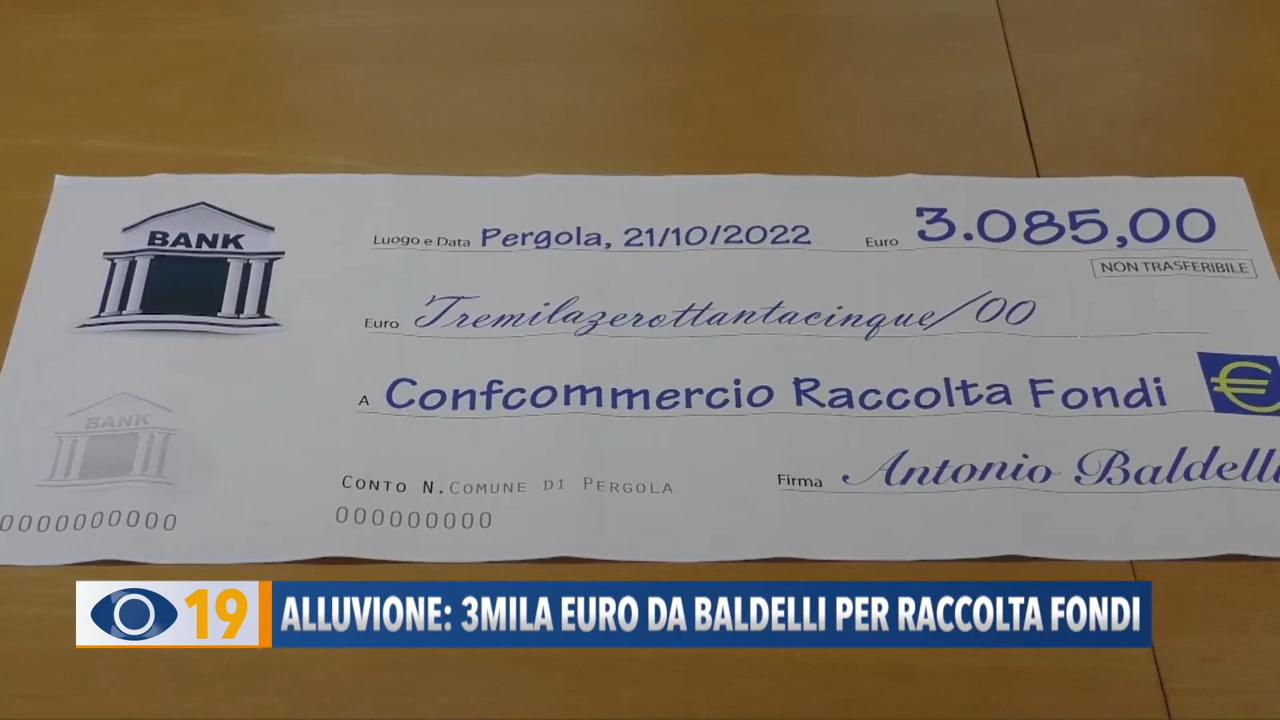 BANK
Luogo e Data Pergola, 21/10/2022 Euro 3.085,00
NON TRASFERIBILE
Euro Tremilazerottantacinque/00
A Confcommercio Raccolta Fondi €
BANK
Firma Antonio Baldelli
CONTO N.COMUNE DI PERGOLA
0000000000 000000000
19 ALLUVIONE: 3MILA EURO DA BALDELLI PER RACCOLTA FONDI